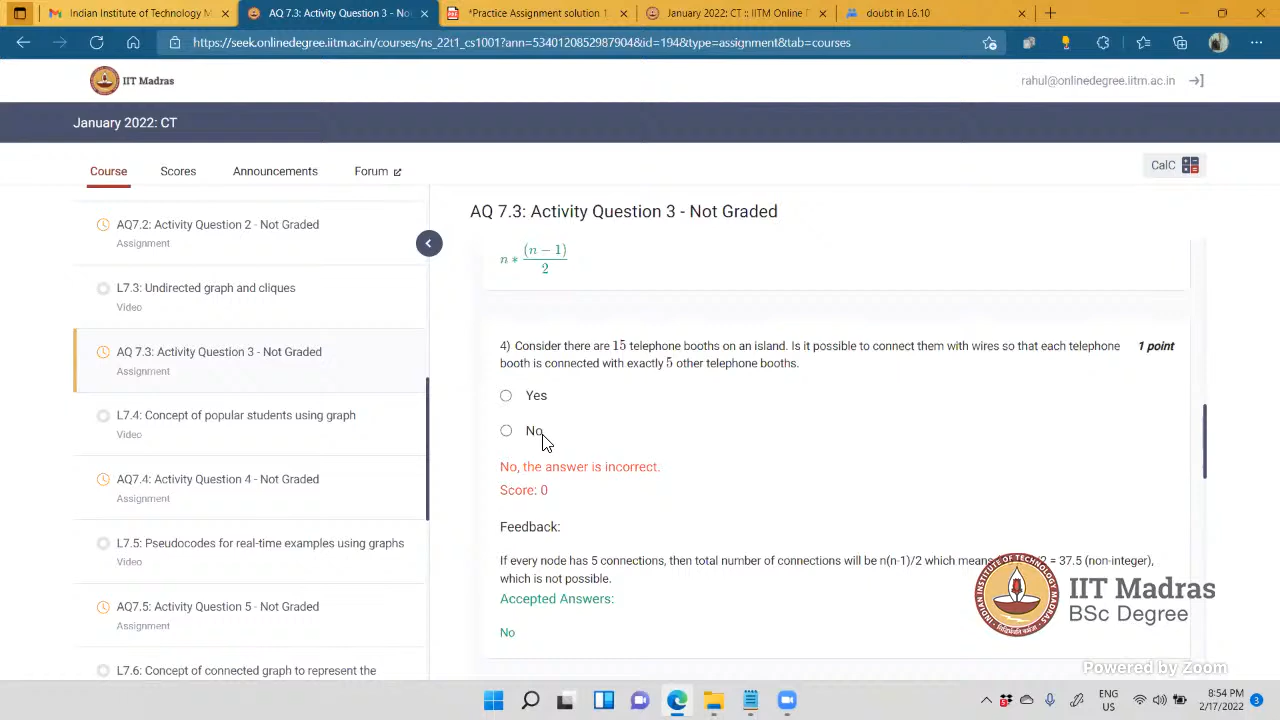 Indian Institute of Technology M
AQ 7.3: Activity Question 3 - No
*Practice Assignment solution 1
January 2022: CT :: IITM Online D
doubt in L6.10
https://seek.onlinedegree.iitm.ac.in/courses/ns_22t1_cs1001?ann=5340120852987904&id=194&type=assignment&tab=courses
IIT Madras
rahul@onlinedegree.iitm.ac.in
January 2022: CT
Course Scores Announcements Forum
CalC
AQ7.2: Activity Question 2 - Not Graded
Assignment
L7.3: Undirected graph and cliques
Video
AQ 7.3: Activity Question 3 - Not Graded
Assignment
L7.4: Concept of popular students using graph
Video
AQ7.4: Activity Question 4 - Not Graded
Assignment
L7.5: Pseudocodes for real-time examples using graphs
Video
AQ7.5: Activity Question 5 - Not Graded
Assignment
L7.6: Concept of connected graph to represent the
AQ 7.3: Activity Question 3 - Not Graded
n * (n − 1)
2
4) Consider there are 15 telephone booths on an island. Is it possible to connect them with wires so that each telephone
booth is connected with exactly 5 other telephone booths.
1 point
Yes
No
No, the answer is incorrect.
Score: 0
Feedback:
If every node has 5 connections, then total number of connections will be n(n-1)/2 which means /2 = 37.5 (non-integer),
which is not possible.
Accepted Answers:
No
IIT Madras
BSc Degree
Powered by Zoom
ENG
US
8:54 PM
2/17/2022
3